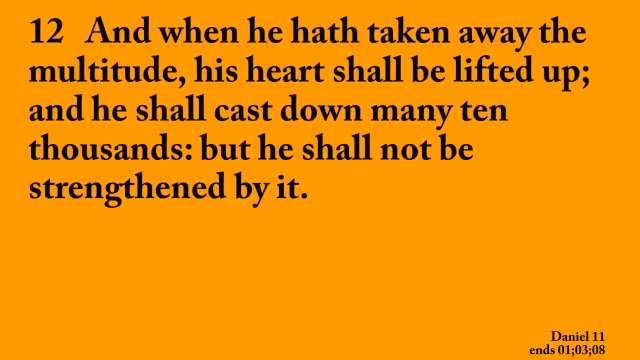 12 And when he hath taken away the
multitude, his heart shall be lifted up;
and he shall cast down many ten
thousands: but he shall not be
strengthened by it.
Daniel 11
ends 01;03;08